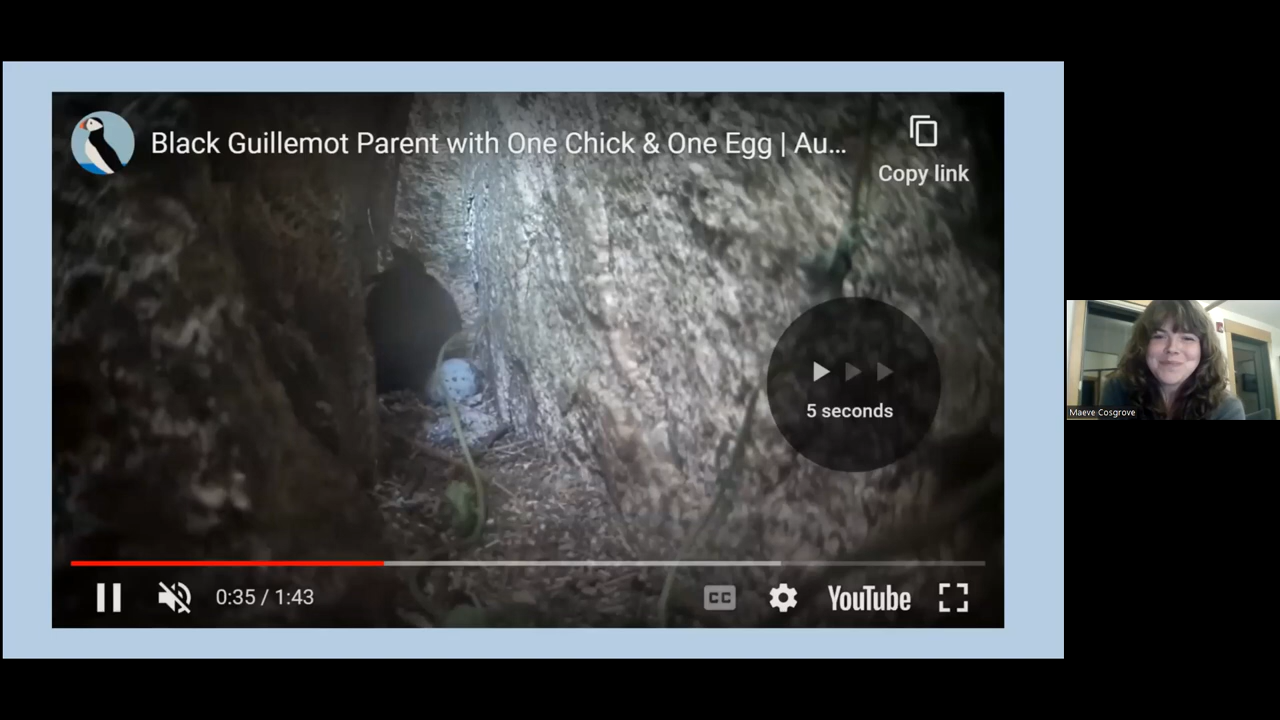 Black Guillemot Parent with One Chick & One Egg | Au...
Copy link
5 seconds
Maeve Cosgrove
0:35 / 1:43
CC
YouTube